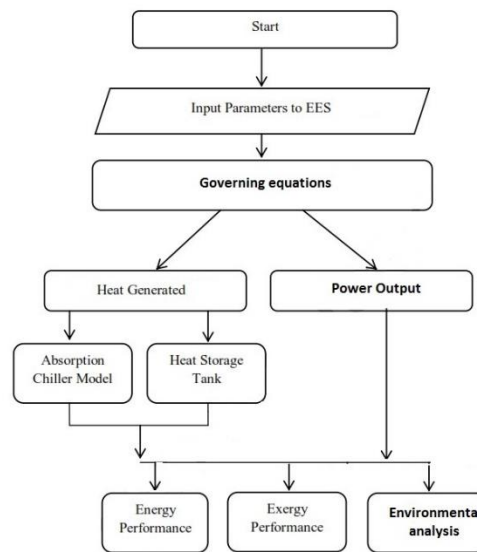 Start
Input Parameters to EES
Governing equations
Heat Generated
Power Output
Absorption
Chiller Model
Heat Storage
Tank
Energy
Performance
Exergy
Performance
Environmental
analysis